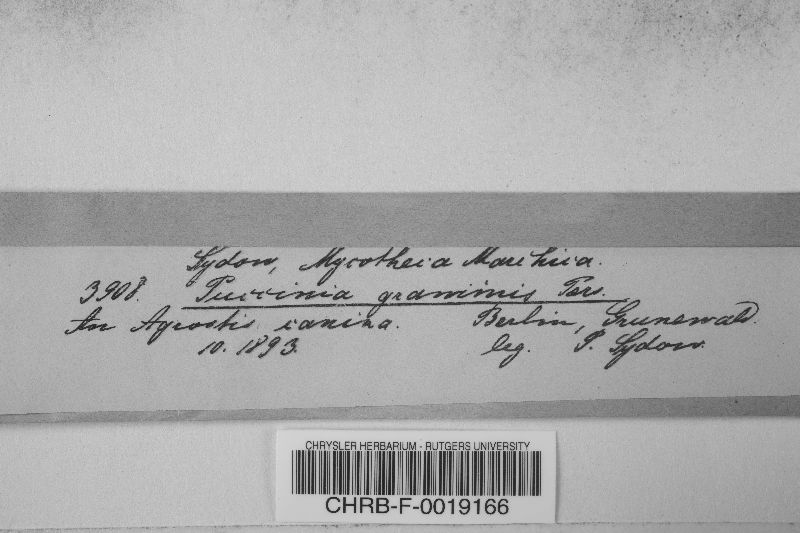 Sydow, Mycotheca Marchica.
3908. Puccinia graminis Pers.
An Agrostis canina. Berlin, Grunewald.
10. 1893. leg. P. Sydow.
CHRYSLER HERBARIUM - RUTGERS UNIVERSITY
CHRB-F-0019166